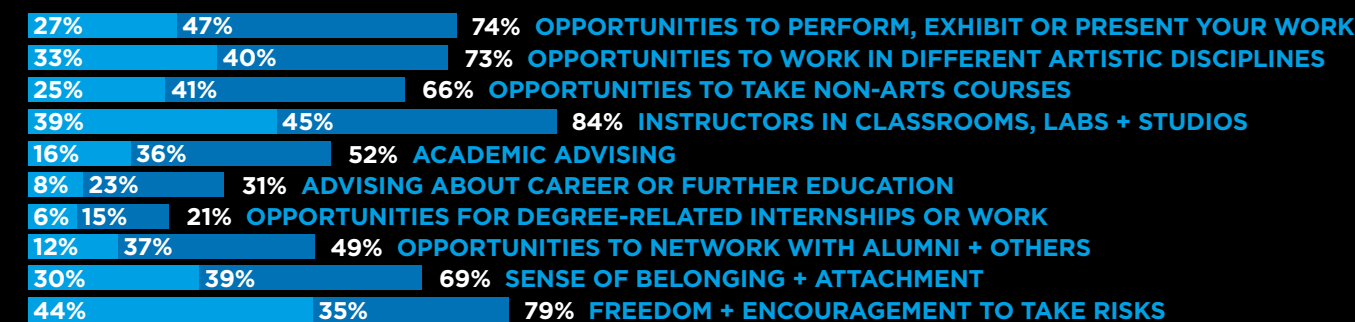 27% 47% 74% OPPORTUNITIES TO PERFORM, EXHIBIT OR PRESENT YOUR WORK
33% 40% 73% OPPORTUNITIES TO WORK IN DIFFERENT ARTISTIC DISCIPLINES
25% 41% 66% OPPORTUNITIES TO TAKE NON-ARTS COURSES
39% 45% 84% INSTRUCTORS IN CLASSROOMS, LABS + STUDIOS
16% 36% 52% ACADEMIC ADVISING
8% 23% 31% ADVISING ABOUT CAREER OR FURTHER EDUCATION
6% 15% 21% OPPORTUNITIES FOR DEGREE-RELATED INTERNSHIPS OR WORK
12% 37% 49% OPPORTUNITIES TO NETWORK WITH ALUMNI + OTHERS
30% 39% 69% SENSE OF BELONGING + ATTACHMENT
44% 35% 79% FREEDOM + ENCOURAGEMENT TO TAKE RISKS